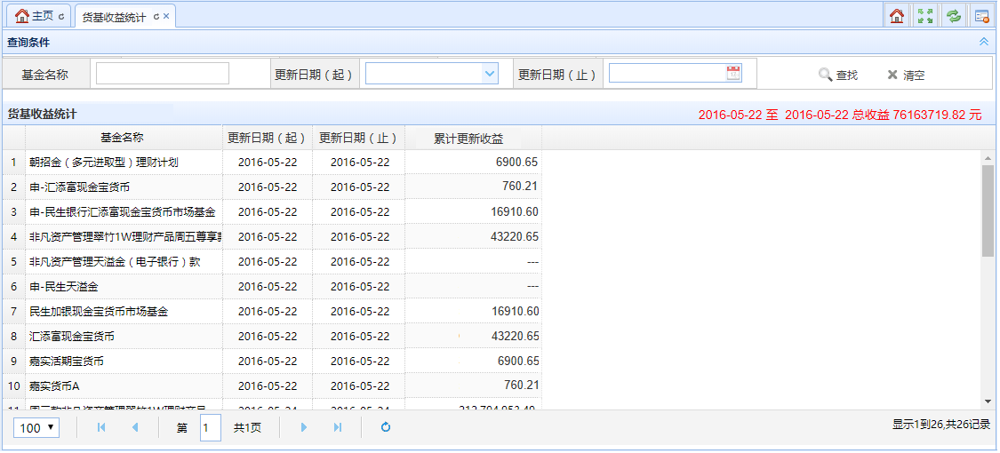 主页 货基收益统计
查询条件
基金名称 更新日期（起） 更新日期（止） 查找 清空
货基收益统计 2016-05-22 至 2016-05-22 总收益 76163719.82 元
基金名称 更新日期（起） 更新日期（止） 累计更新收益
1 朝招金（多元进取型）理财计划 2016-05-22 2016-05-22 6900.65
2 申-汇添富现金宝货币 2016-05-22 2016-05-22 760.21
3 申-民生银行汇添富现金宝货币市场基金 2016-05-22 2016-05-22 16910.60
4 非凡资产管理翠竹1W理财产品周五尊享款 2016-05-22 2016-05-22 43220.65
5 非凡资产管理天溢金（电子银行）款 2016-05-22 2016-05-22 ---
6 申-民生天溢金 2016-05-22 2016-05-22 ---
7 民生加银现金宝货币市场基金 2016-05-22 2016-05-22 16910.60
8 汇添富现金宝货币 2016-05-22 2016-05-22 43220.65
9 嘉实活期宝货币 2016-05-22 2016-05-22 6900.65
10 嘉实货币A 2016-05-22 2016-05-22 760.21
100 第 1 共1页 显示1到26,共26记录